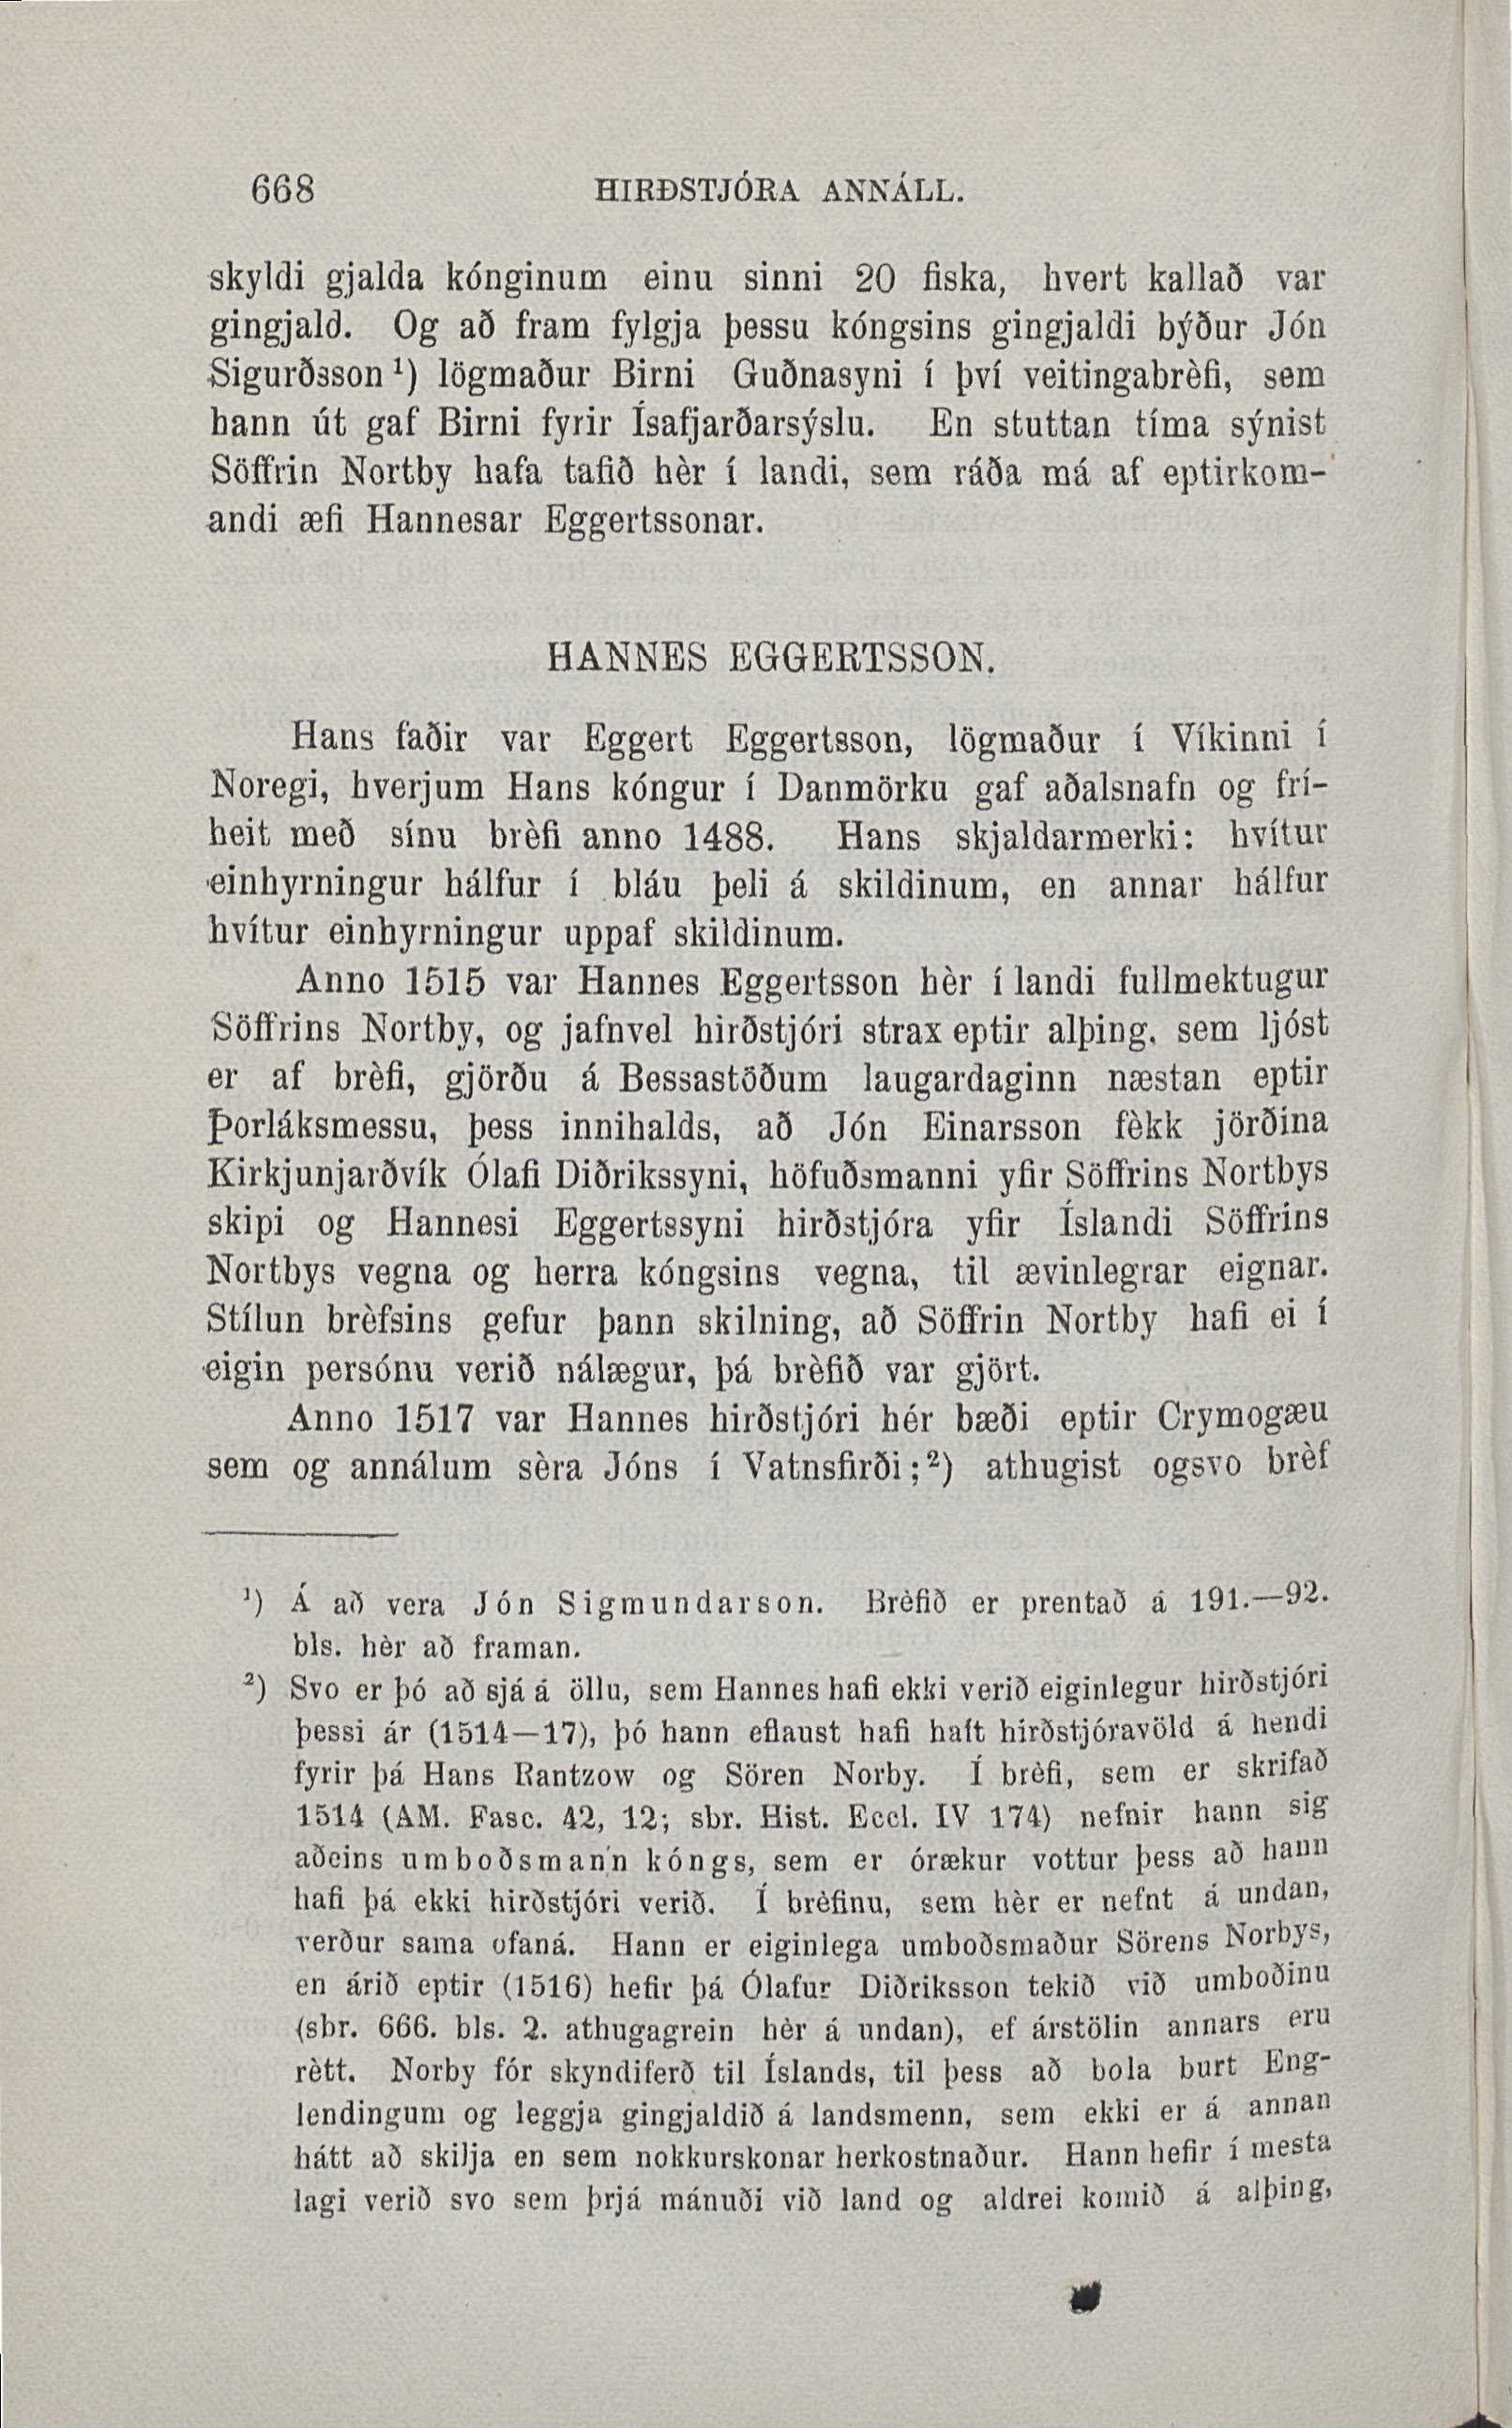 668 HIRÐSTJÓRA ANNÁLL.
skyldi gjalda kónginum einu sinni 20 fiska, hvert kallað var
gingjald. Og að fram fylgja þessu kóngsins gingjaldi býður Jón
Sigurðsson ¹) lögmaður Birni Guðnasyni í því veitingabrèfi, sem
hann út gaf Birni fyrir Ísafjarðarsýslu. En stuttan tíma sýnist
Söffrin Nortby hafa tafið hèr í landi, sem ráða má af eptirkom-
andi æfi Hannesar Eggertssonar.
HANNES EGGERTSSON.
Hans faðir var Eggert Eggertsson, lögmaður í Víkinni í
Noregi, hverjum Hans kóngur í Danmörku gaf aðalsnafn og frí-
heit með sínu brèfi anno 1488. Hans skjaldarmerki: hvítur
einhyrningur hálfur í bláu þeli á skildinum, en annar hálfur
hvítur einhyrningur uppaf skildinum.
Anno 1515 var Hannes Eggertsson hèr í landi fullmektugur
Söffrins Nortby, og jafnvel hirðstjóri strax eptir alþing, sem ljóst
er af brèfi, gjörðu á Bessastöðum laugardaginn næstan eptir
Þorláksmessu, þess innihalds, að Jón Einarsson fèkk jörðina
Kirkjunjarðvík Ólafi Diðrikssyni, höfuðsmanni yfir Söffrins Nortbys
skipi og Hannesi Eggertssyni hirðstjóra yfir Íslandi Söffrins
Nortbys vegna og herra kóngsins vegna, til ævinlegrar eignar.
Stílun brèfsins gefur þann skilning, að Söffrin Nortby hafi ei í
eigin persónu verið nálægur, þá brèfið var gjört.
Anno 1517 var Hannes hirðstjóri hér bæði eptir Crymogæu
sem og annálum sèra Jóns í Vatnsfirði; ²) athugist ogsvo brèf
¹) Á að vera Jón Sigmundarson. Brèfið er prentað á 191.—92.
bls. hèr að framan.
²) Svo er þó að sjá á öllu, sem Hannes hafi ekki verið eiginlegur hirðstjóri
þessi ár (1514—17), þó hann eflaust hafi haft hirðstjóravöld á hendi
fyrir þá Hans Rantzow og Sören Norby. Í brèfi, sem er skrifað
1514 (AM. Fasc. 42, 12; sbr. Hist. Eccl. IV 174) nefnir hann sig
aðeins umboðsmann kóngs, sem er órækur vottur þess að hann
hafi þá ekki hirðstjóri verið. Í brèfinu, sem hèr er nefnt á undan,
verður sama ofaná. Hann er eiginlega umboðsmaður Sörens Norbys,
en árið eptir (1516) hefir þá Ólafur Diðriksson tekið við umboðinu
(sbr. 666. bls. 2. athugagrein hèr á undan), ef árstölin annars eru
rètt. Norby fór skyndiferð til Íslands, til þess að bola burt Eng-
lendingum og leggja gingjaldið á landsmenn, sem ekki er á annan
hátt að skilja en sem nokkurskonar herkostnaður. Hann hefir í mesta
lagi verið svo sem þrjá mánuði við land og aldrei komið á alþing,